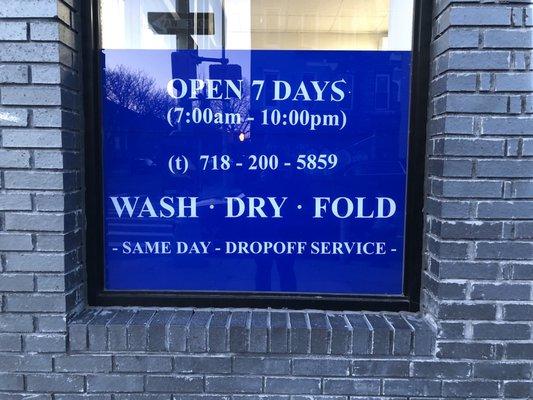 OPEN 7 DAYS
(7:00am - 10:00pm)
(t) 718 - 200 - 5859
WASH · DRY · FOLD
- SAME DAY - DROPOFF SERVICE -